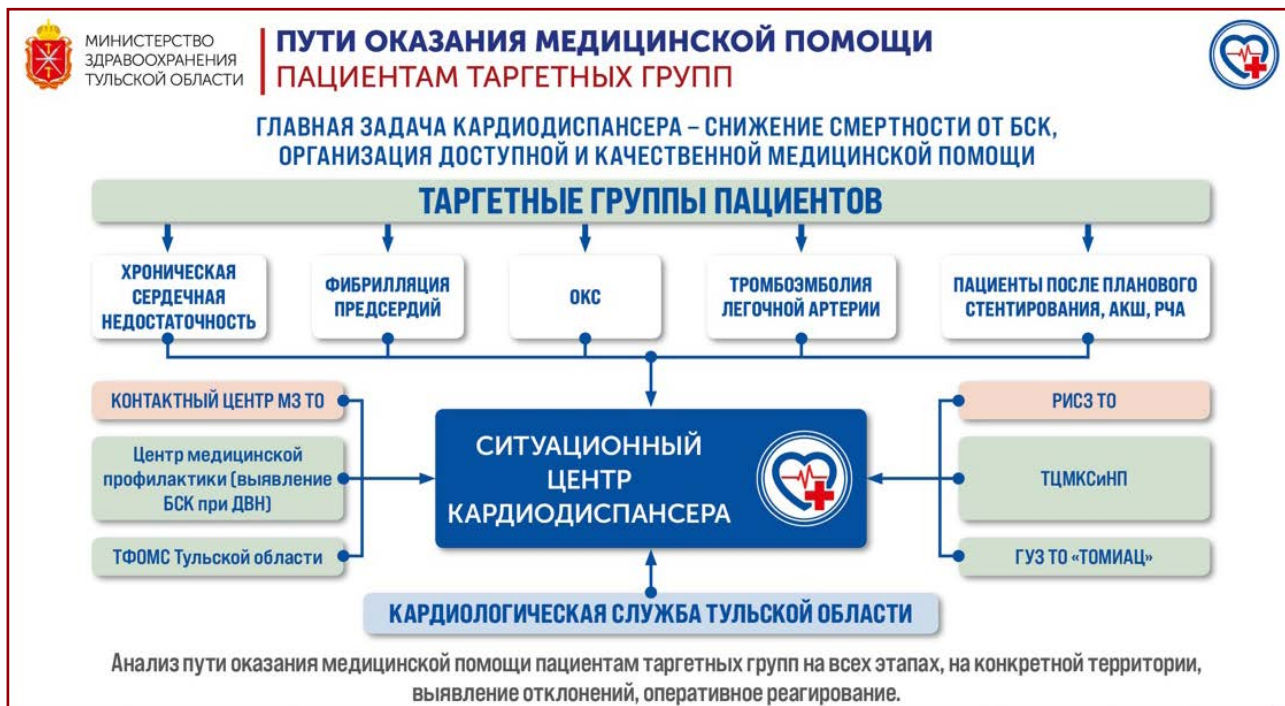 МИНИСТЕРСТВО
ЗДРАВООХРАНЕНИЯ
ТУЛЬСКОЙ ОБЛАСТИ
ПУТИ ОКАЗАНИЯ МЕДИЦИНСКОЙ ПОМОЩИ
ПАЦИЕНТАМ ТАРГЕТНЫХ ГРУПП
ГЛАВНАЯ ЗАДАЧА КАРДИОДИСПАНСЕРА – СНИЖЕНИЕ СМЕРТНОСТИ ОТ БСК,
ОРГАНИЗАЦИЯ ДОСТУПНОЙ И КАЧЕСТВЕННОЙ МЕДИЦИНСКОЙ ПОМОЩИ
ТАРГЕТНЫЕ ГРУППЫ ПАЦИЕНТОВ
ХРОНИЧЕСКАЯ
СЕРДЕЧНАЯ
НЕДОСТАТОЧНОСТЬ
ФИБРИЛЛЯЦИЯ
ПРЕДСЕРДИЙ
ОКС
ТРОМБОЭМБОЛИЯ
ЛЕГОЧНОЙ АРТЕРИИ
ПАЦИЕНТЫ ПОСЛЕ ПЛАНОВОГО
СТЕНТИРОВАНИЯ, АКШ, РЧА
КОНТАКТНЫЙ ЦЕНТР МЗ ТО
Центр медицинской
профилактики (выявление
БСК при ДВН)
ТФОМС Тульской области
СИТУАЦИОННЫЙ
ЦЕНТР
КАРДИОДИСПАНСЕРА
РИСЗ ТО
ТЦМКСиНП
ГУЗ ТО «ТОМИАЦ»
КАРДИОЛОГИЧЕСКАЯ СЛУЖБА ТУЛЬСКОЙ ОБЛАСТИ
Анализ пути оказания медицинской помощи пациентам таргетных групп на всех этапах, на конкретной территории,
выявление отклонений, оперативное реагирование.